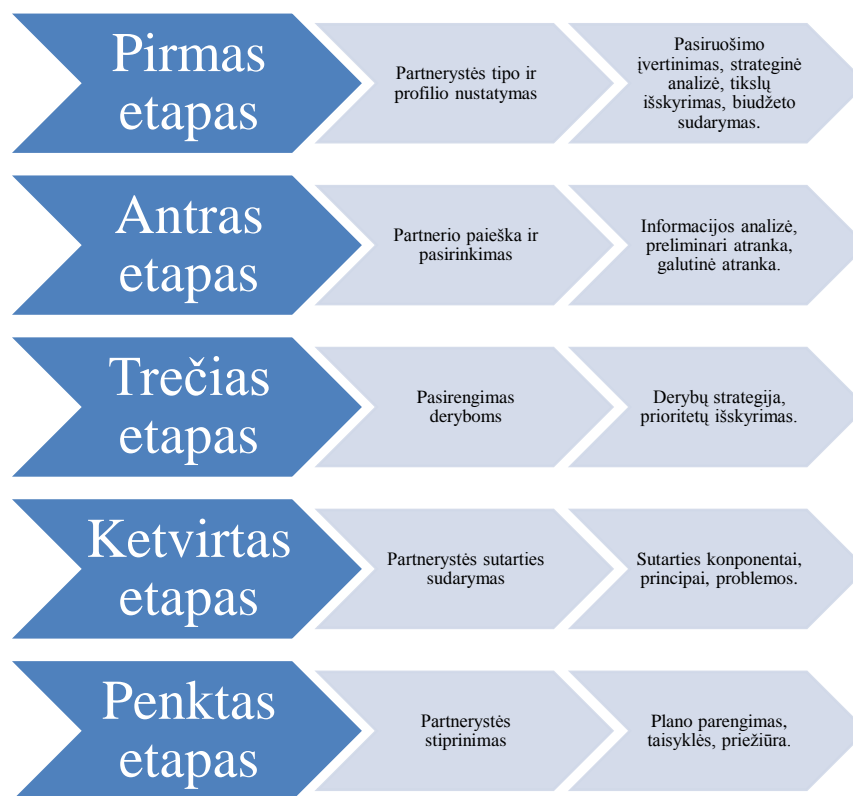 Pirmas
etapas
Partnerystės tipo ir
profilio nustatymas
Pasiruošimo
įvertinimas, strateginė
analizė, tikslų
išskyrimas, biudžeto
sudarymas.
Antras
etapas
Partnerio paieška ir
pasirinkimas
Informacijos analizė,
preliminari atranka,
galutinė atranka.
Trečias
etapas
Pasirengimas
deryboms
Derybų strategija,
prioritetų išskyrimas.
Ketvirtas
etapas
Partnerystės sutarties
sudarymas
Sutarties konponentai,
principai, problemos.
Penktas
etapas
Partnerystės
stiprinimas
Plano parengimas,
taisyklės, priežiūra.